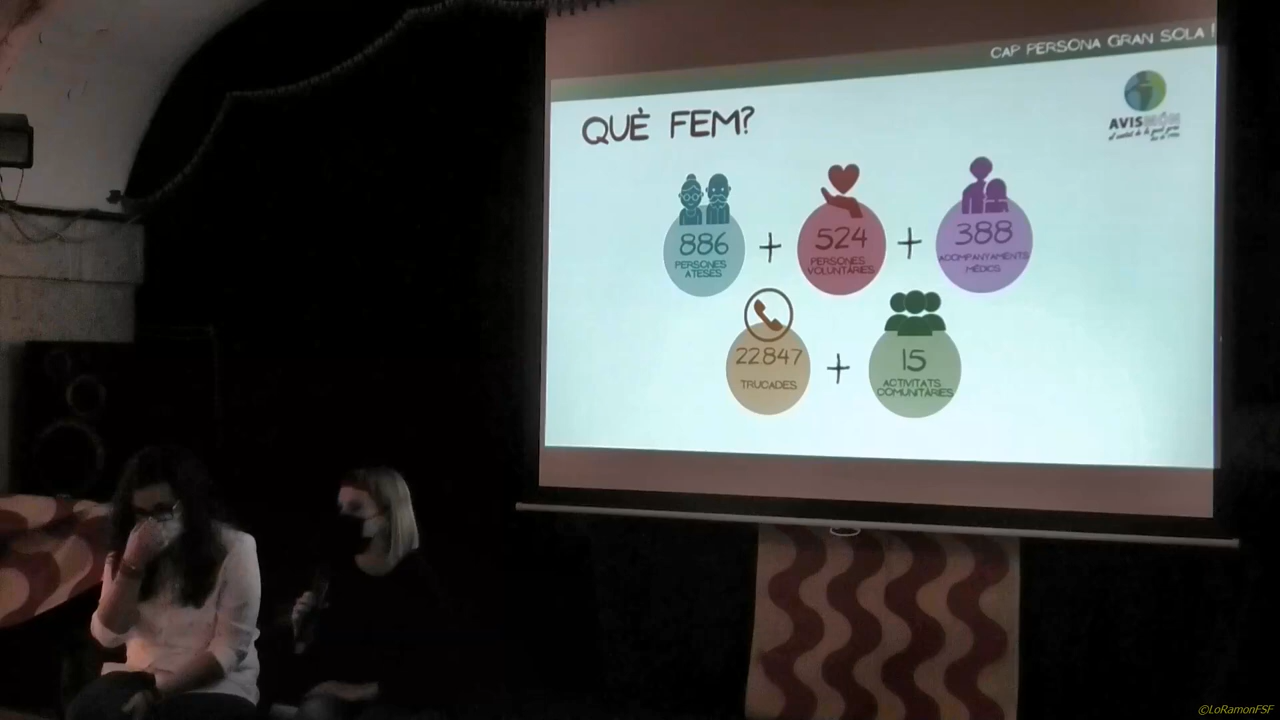 CAP PERSONA GRAN SOLA!
QUÈ FEM?
AVISMÓN
886
PERSONES
ATESES
+
524
PERSONES
VOLUNTÀRIES
+
388
ACOMPANYAMENTS
MÈDICS
22847
TRUCADES
+
15
ACTIVITATS
COMUNITÀRIES
©LoRamonFSF